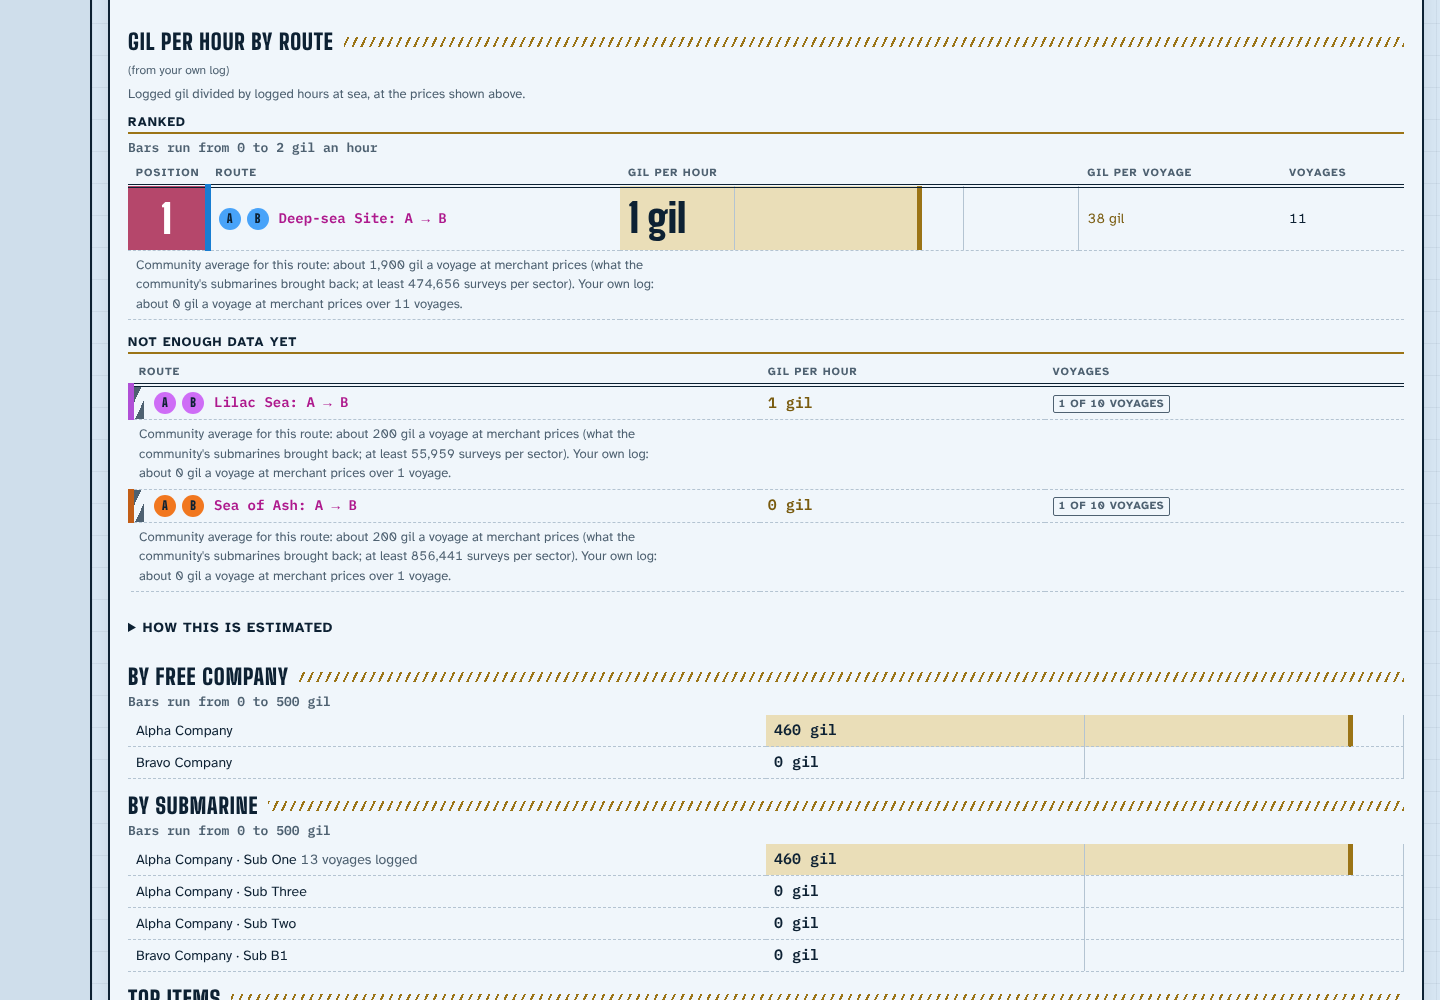 GIL PER HOUR BY ROUTE
(from your own log)
Logged gil divided by logged hours at sea, at the prices shown above.
RANKED
Bars run from 0 to 2 gil an hour
POSITION ROUTE GIL PER HOUR GIL PER VOYAGE VOYAGES
1 A B Deep-sea Site: A → B 1 gil 38 gil 11
Community average for this route: about 1,900 gil a voyage at merchant prices (what the
community's submarines brought back; at least 474,656 surveys per sector). Your own log:
about 0 gil a voyage at merchant prices over 11 voyages.
NOT ENOUGH DATA YET
ROUTE GIL PER HOUR VOYAGES
A B Lilac Sea: A → B 1 gil 1 OF 10 VOYAGES
Community average for this route: about 200 gil a voyage at merchant prices (what the
community's submarines brought back; at least 55,959 surveys per sector). Your own log:
about 0 gil a voyage at merchant prices over 1 voyage.
A B Sea of Ash: A → B 0 gil 1 OF 10 VOYAGES
Community average for this route: about 200 gil a voyage at merchant prices (what the
community's submarines brought back; at least 856,441 surveys per sector). Your own log:
about 0 gil a voyage at merchant prices over 1 voyage.
▶ HOW THIS IS ESTIMATED
BY FREE COMPANY
Bars run from 0 to 500 gil
Alpha Company 460 gil
Bravo Company 0 gil
BY SUBMARINE
Bars run from 0 to 500 gil
Alpha Company · Sub One 13 voyages logged 460 gil
Alpha Company · Sub Three 0 gil
Alpha Company · Sub Two 0 gil
Bravo Company · Sub B1 0 gil
TOP ITEMS